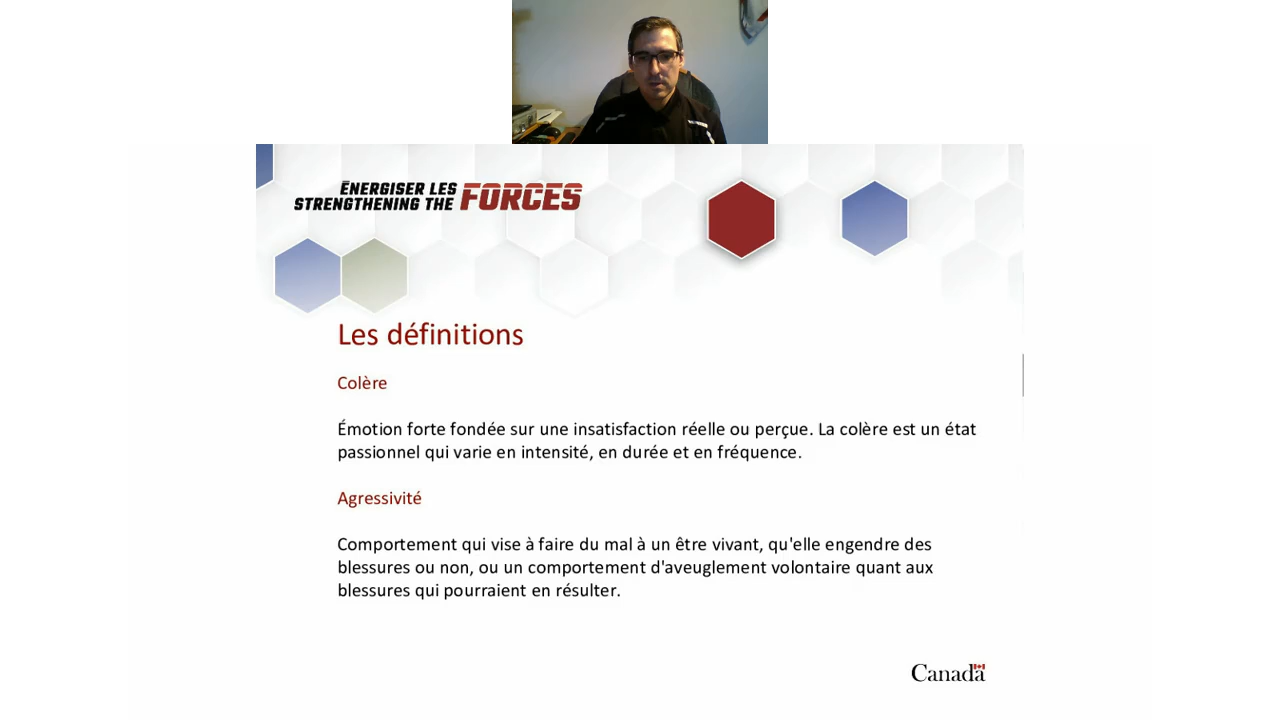 ÉNERGISER LES
STRENGTHENING THE FORCES
Les définitions
Colère
Émotion forte fondée sur une insatisfaction réelle ou perçue. La colère est un état
passionnel qui varie en intensité, en durée et en fréquence.
Agressivité
Comportement qui vise à faire du mal à un être vivant, qu'elle engendre des
blessures ou non, ou un comportement d'aveuglement volontaire quant aux
blessures qui pourraient en résulter.
Canada